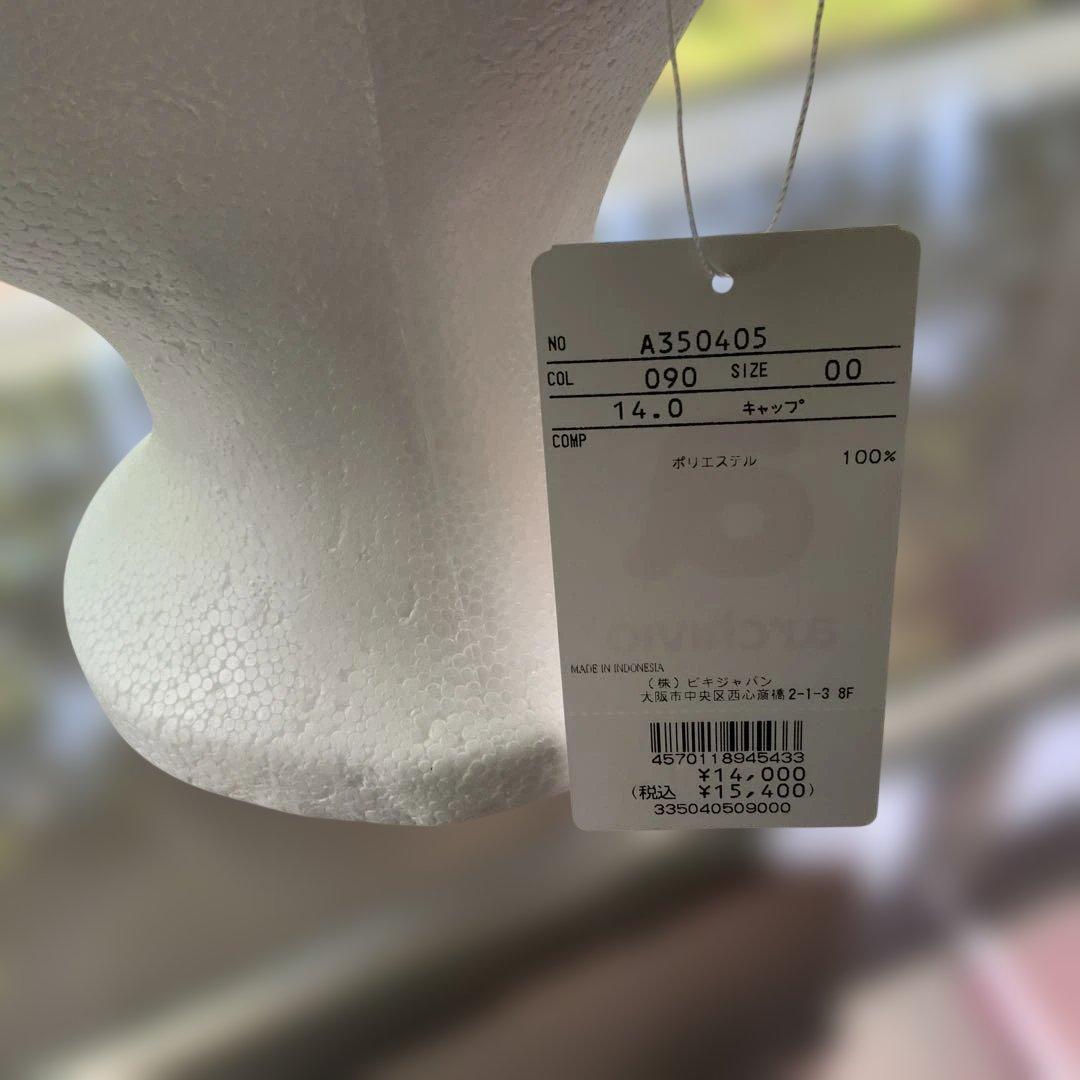 NO A350405
COL 090 SIZE 00
14.0 キャップ
COMP
ポリエステル 100%
archivio
MADE IN INDONESIA
(株)ビキジャパン
大阪市中央区西心斎橋2-1-3 8F
4570118945433
¥14,000
(税込 ¥15,400)
335040509000